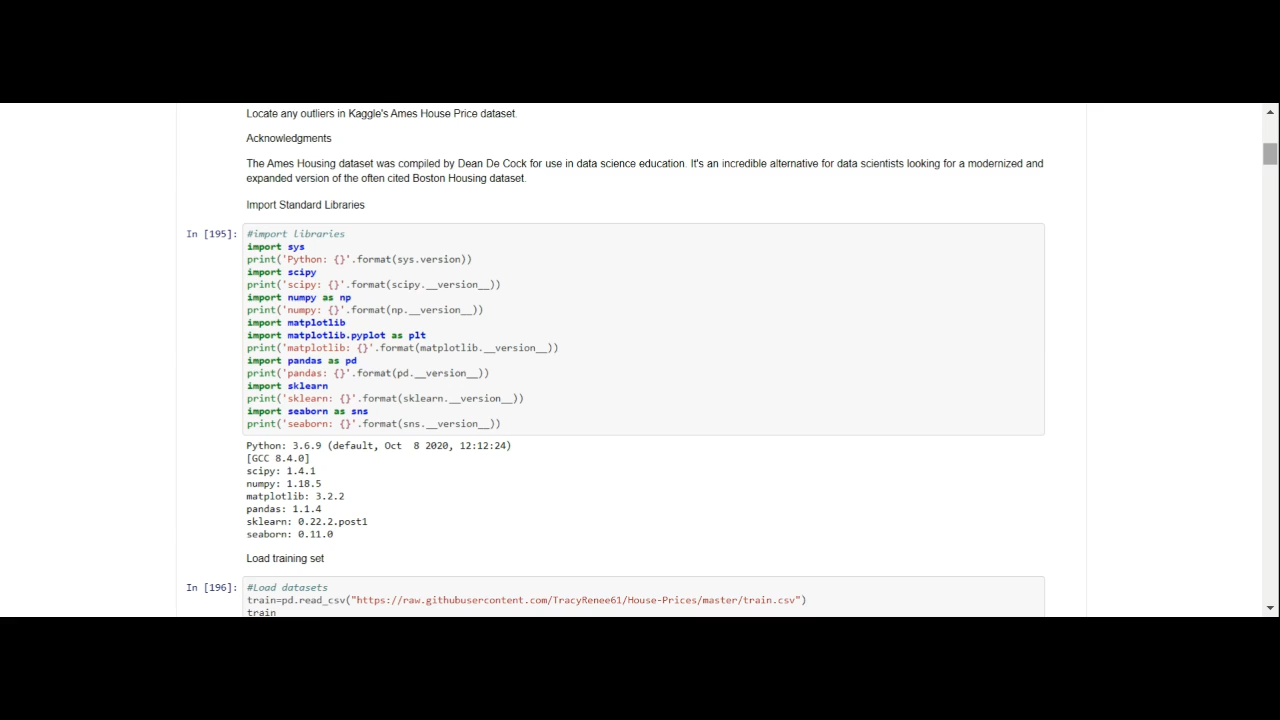 Locate any outliers in Kaggle's Ames House Price dataset.
Acknowledgments
The Ames Housing dataset was compiled by Dean De Cock for use in data science education. It's an incredible alternative for data scientists looking for a modernized and
expanded version of the often cited Boston Housing dataset.
Import Standard Libraries
In [195]: #import libraries
import sys
print('Python: {}'.format(sys.version))
import scipy
print('scipy: {}'.format(scipy.__version__))
import numpy as np
print('numpy: {}'.format(np.__version__))
import matplotlib
import matplotlib.pyplot as plt
print('matplotlib: {}'.format(matplotlib.__version__))
import pandas as pd
print('pandas: {}'.format(pd.__version__))
import sklearn
print('sklearn: {}'.format(sklearn.__version__))
import seaborn as sns
print('seaborn: {}'.format(sns.__version__))
Python: 3.6.9 (default, Oct  8 2020, 12:12:24)
[GCC 8.4.0]
scipy: 1.4.1
numpy: 1.18.5
matplotlib: 3.2.2
pandas: 1.1.4
sklearn: 0.22.2.post1
seaborn: 0.11.0
Load training set
In [196]: #Load datasets
train=pd.read_csv("https://raw.githubusercontent.com/TracyRenee61/House-Prices/master/train.csv")
train